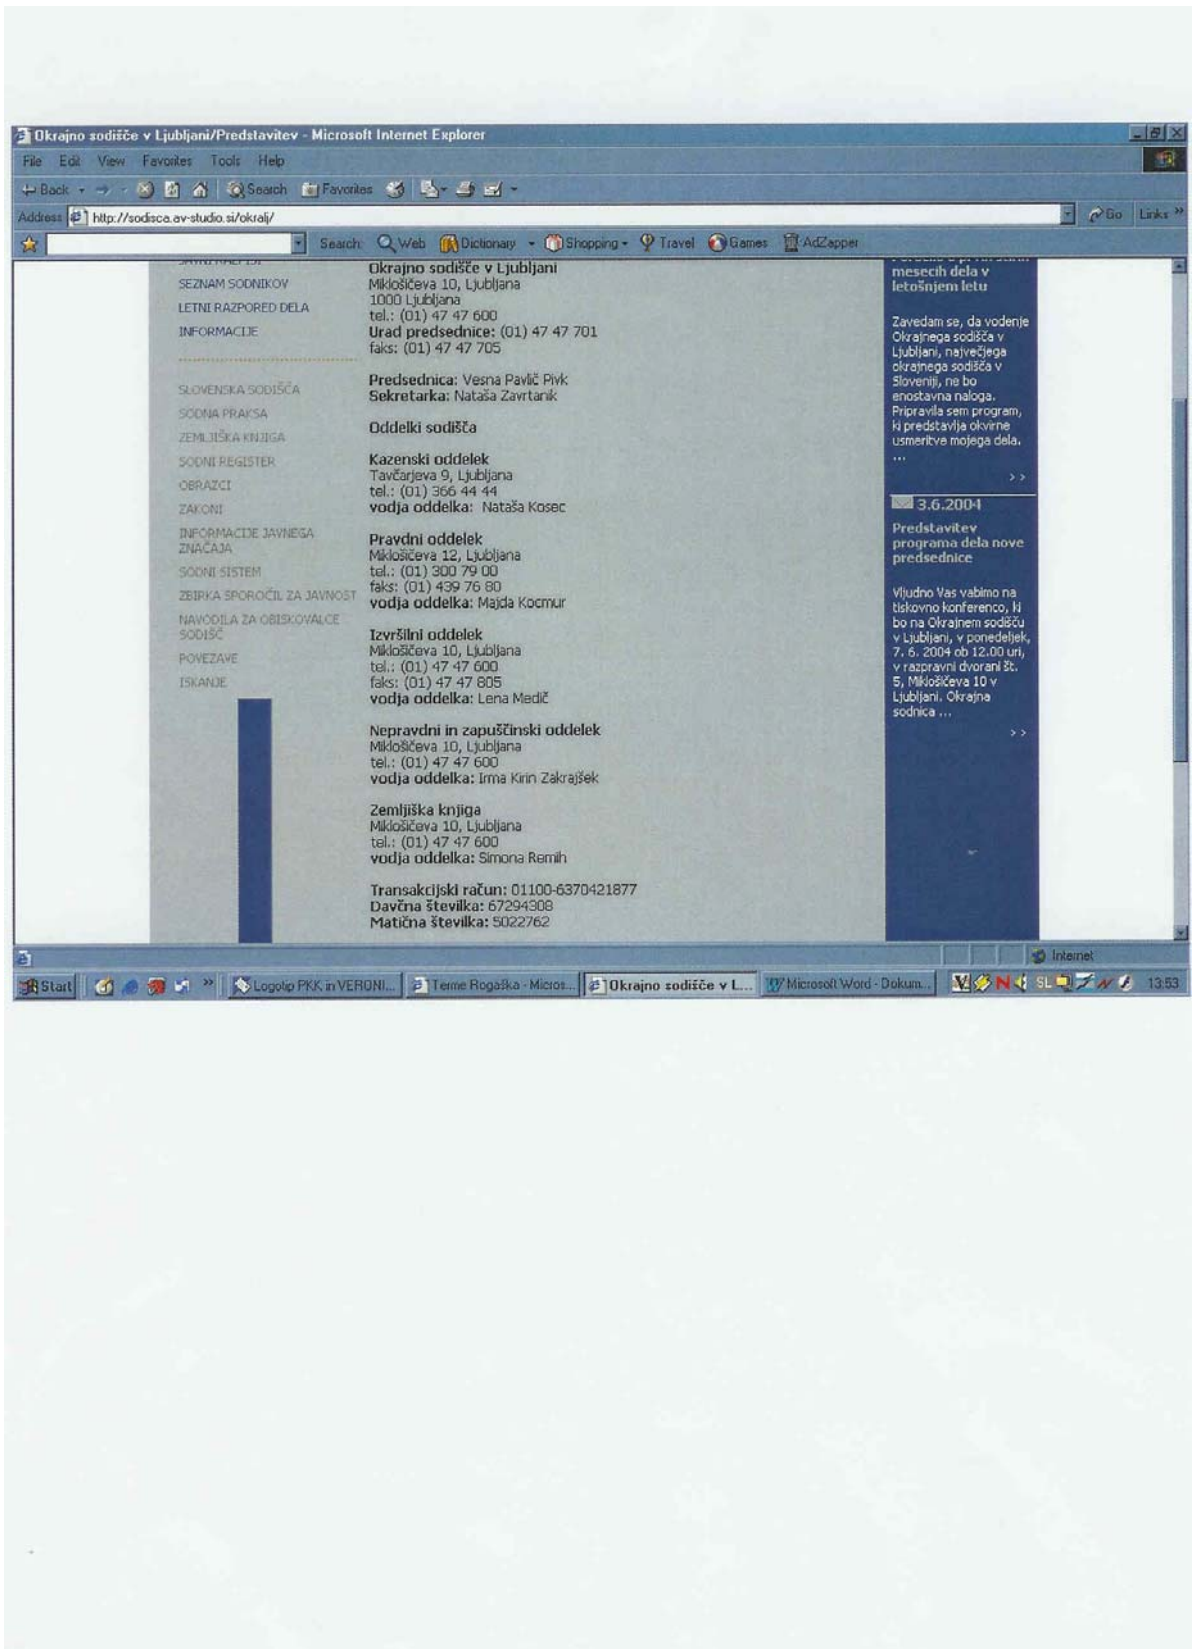 Okrajno sodišče v Ljubljani/Predstavitev - Microsoft Internet Explorer
File Edit View Favorites Tools Help
Back Search Favorites
Address http://sodisca.av-studio.si/okralj/ Go Links »
Search Web Dictionary Shopping Travel Games AdZapper
SEZNAM SODNIKOV
LETNI RAZPORED DELA
INFORMACIJE
SLOVENSKA SODIŠČA
SODNA PRAKSA
ZEMLJIŠKA KNJIGA
SODNI REGISTER
OBRAZCI
ZAKONI
INFORMACIJE JAVNEGA
ZNAČAJA
SODNI SISTEM
ZBIRKA SPOROČIL ZA JAVNOST
NAVODILA ZA OBISKOVALCE
SODIŠČ
POVEZAVE
ISKANJE
Okrajno sodišče v Ljubljani
Miklošičeva 10, Ljubljana
1000 Ljubljana
tel.: (01) 47 47 600
Urad predsednice: (01) 47 47 701
faks: (01) 47 47 705
Predsednica: Vesna Pavlič Pivk
Sekretarka: Nataša Zavrtanik
Oddelki sodišča
Kazenski oddelek
Tavčarjeva 9, Ljubljana
tel.: (01) 366 44 44
vodja oddelka: Nataša Kosec
Pravdni oddelek
Miklošičeva 12, Ljubljana
tel.: (01) 300 79 00
faks: (01) 439 76 80
vodja oddelka: Majda Kocmur
Izvršilni oddelek
Miklošičeva 10, Ljubljana
tel.: (01) 47 47 600
faks: (01) 47 47 805
vodja oddelka: Lena Medič
Nepravdni in zapuščinski oddelek
Miklošičeva 10, Ljubljana
tel.: (01) 47 47 600
vodja oddelka: Irma Kirin Zakrajšek
Zemljiška knjiga
Miklošičeva 10, Ljubljana
tel.: (01) 47 47 600
vodja oddelka: Simona Remih
Transakcijski račun: 01100-6370421877
Davčna številka: 67294308
Matična številka: 5022762
mesecih dela v
letošnjem letu
Zavedam se, da vodenje
Okrajnega sodišča v
Ljubljani, največjega
okrajnega sodišča v
Sloveniji, ne bo
enostavna naloga.
Pripravila sem program,
ki predstavlja okvirne
usmeritve mojega dela.
...
>>
3.6.2004
Predstavitev
programa dela nove
predsednice
Vljudno Vas vabimo na
tiskovno konferenco, ki
bo na Okrajnem sodišču
v Ljubljani, v ponedeljek,
7. 6. 2004 ob 12.00 uri,
v razpravni dvorani št.
5, Miklošičeva 10 v
Ljubljani. Okrajna
sodnica ...
>>
Internet
Start » Logotip PKK in VERONI... Terme Rogaška - Micros... Okrajno sodišče v L... Microsoft Word - Dokum... SL 13:53